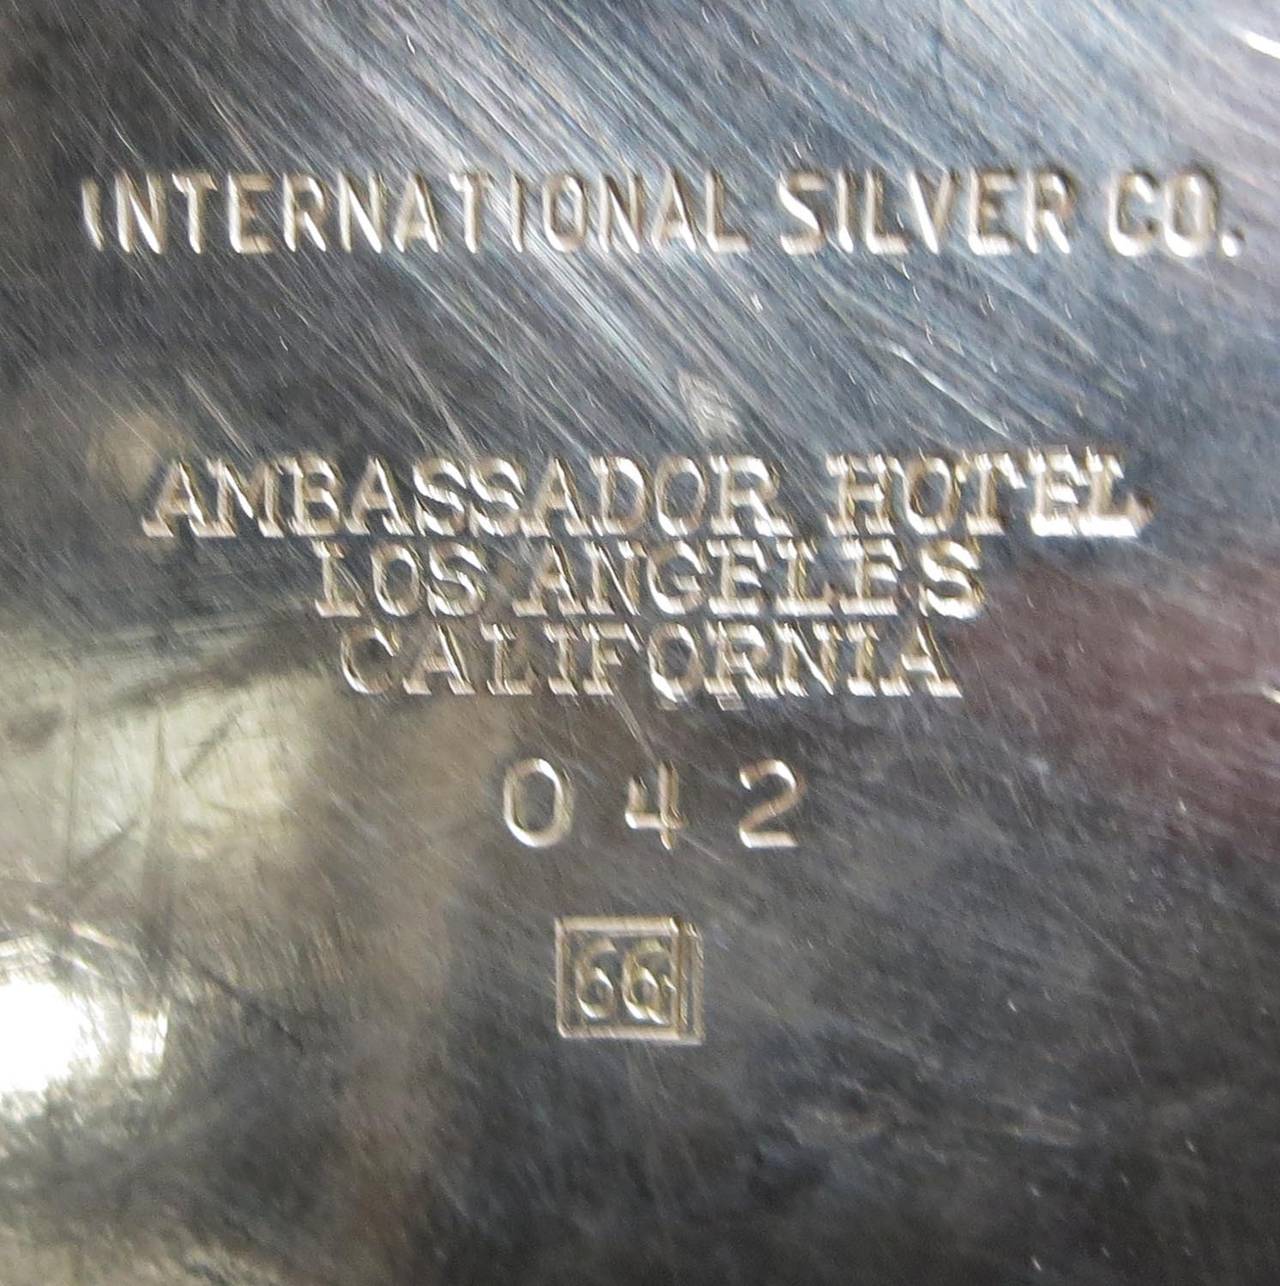 INTERNATIONAL SILVER CO.
AMBASSADOR HOTEL
LOS ANGELES
CALIFORNIA
042
66